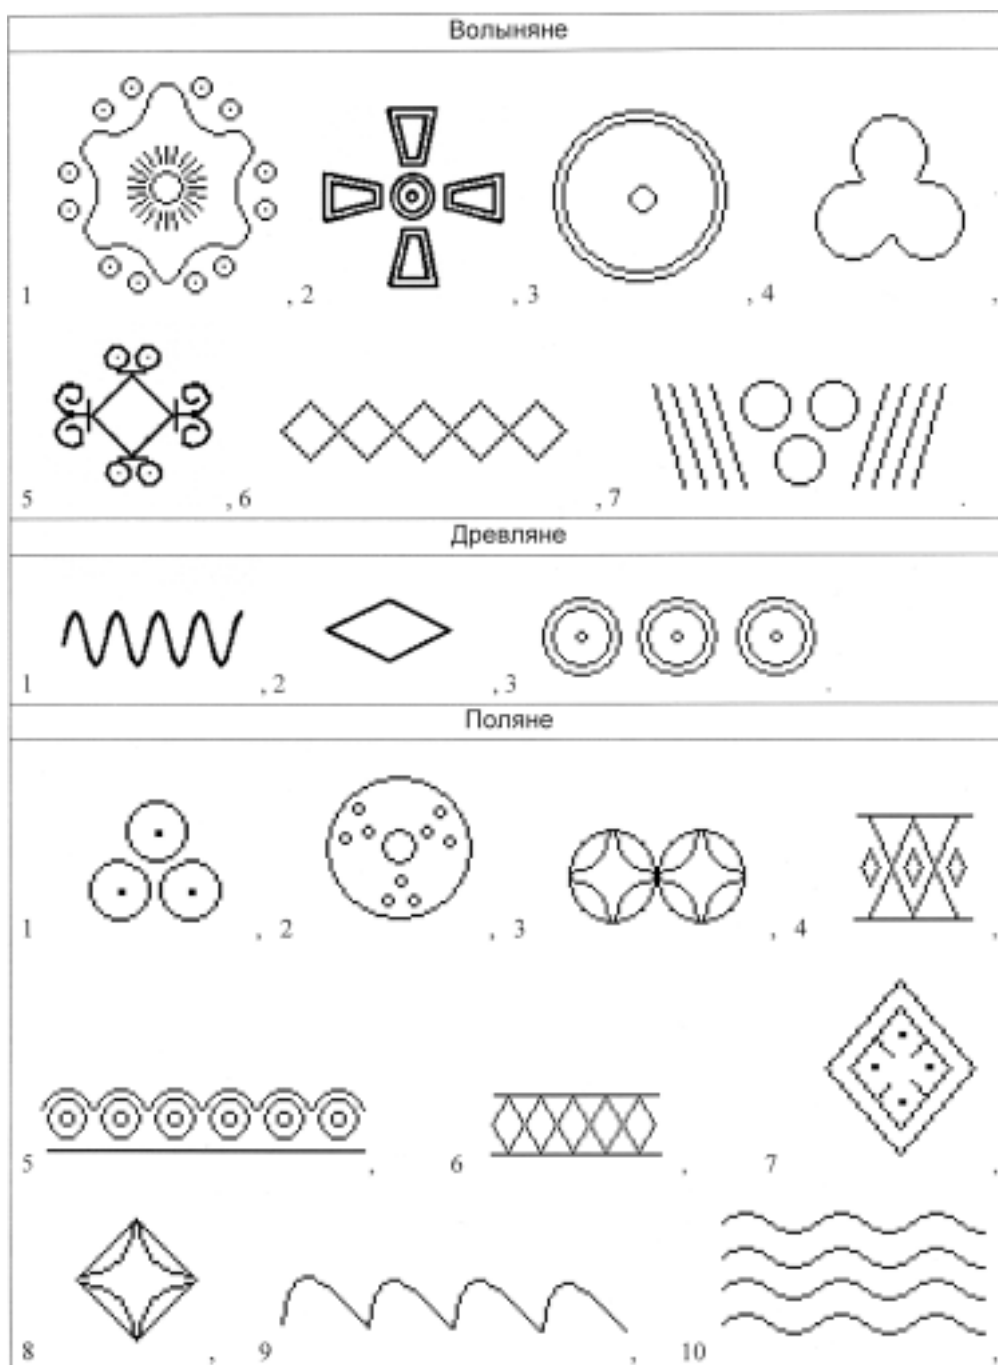 Волыняне
1 , 2 , 3 , 4 ,
5 , 6 , 7 .
Древляне
1 , 2 , 3 .
Поляне
1 , 2 , 3 , 4 ,
5 , 6 , 7 ,
8 , 9 , 10 ,